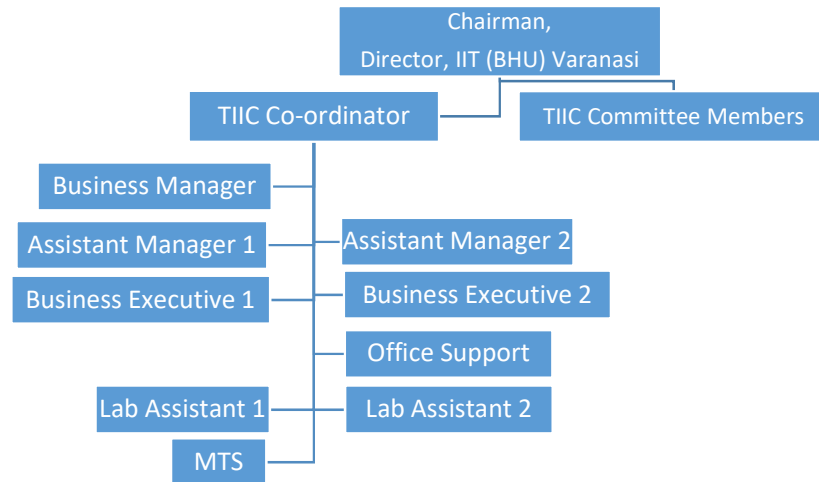 Chairman,
Director, IIT (BHU) Varanasi
TIIC Co-ordinator
TIIC Committee Members
Business Manager
Assistant Manager 1
Assistant Manager 2
Business Executive 1
Business Executive 2
Office Support
Lab Assistant 1
Lab Assistant 2
MTS